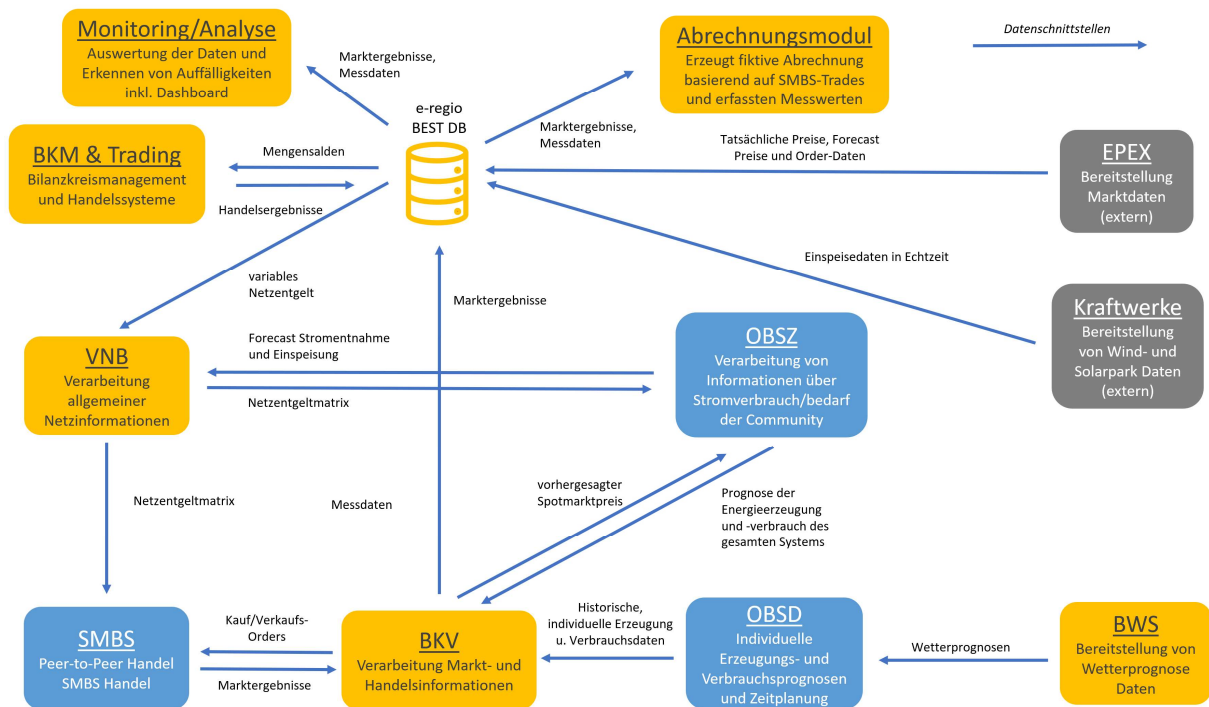 Monitoring/Analyse
Auswertung der Daten und
Erkennen von Auffälligkeiten
inkl. Dashboard
Marktergebnisse,
Messdaten
Abrechnungsmodul
Erzeugt fiktive Abrechnung
basierend auf SMBS-Trades
und erfassten Messwerten
Datenschnittstellen
e-regio
BEST DB
Marktergebnisse,
Messdaten
BKM & Trading
Bilanzkreismanagement
und Handelssysteme
Mengensalden
Handelsergebnisse
Tatsächliche Preise, Forecast
Preise und Order-Daten
EPEX
Bereitstellung
Marktdaten
(extern)
Einspeisedaten in Echtzeit
variables
Netzentgelt
Marktergebnisse
Kraftwerke
Bereitstellung
von Wind- und
Solarpark Daten
(extern)
VNB
Verarbeitung
allgemeiner
Netzinformationen
Forecast Stromentnahme
und Einspeisung
Netzentgeltmatrix
OBSZ
Verarbeitung von
Informationen über
Stromverbrauch/bedarf
der Community
Netzentgeltmatrix
Messdaten
vorhergesagter
Spotmarktpreis
Prognose der
Energieerzeugung
und -verbrauch des
gesamten Systems
SMBS
Peer-to-Peer Handel
SMBS Handel
Kauf/Verkaufs-
Orders
Marktergebnisse
BKV
Verarbeitung Markt- und
Handelsinformationen
Historische,
individuelle Erzeugung
u. Verbrauchsdaten
OBSD
Individuelle
Erzeugungs- und
Verbrauchsprognosen
und Zeitplanung
Wetterprognosen
BWS
Bereitstellung von
Wetterprognose
Daten